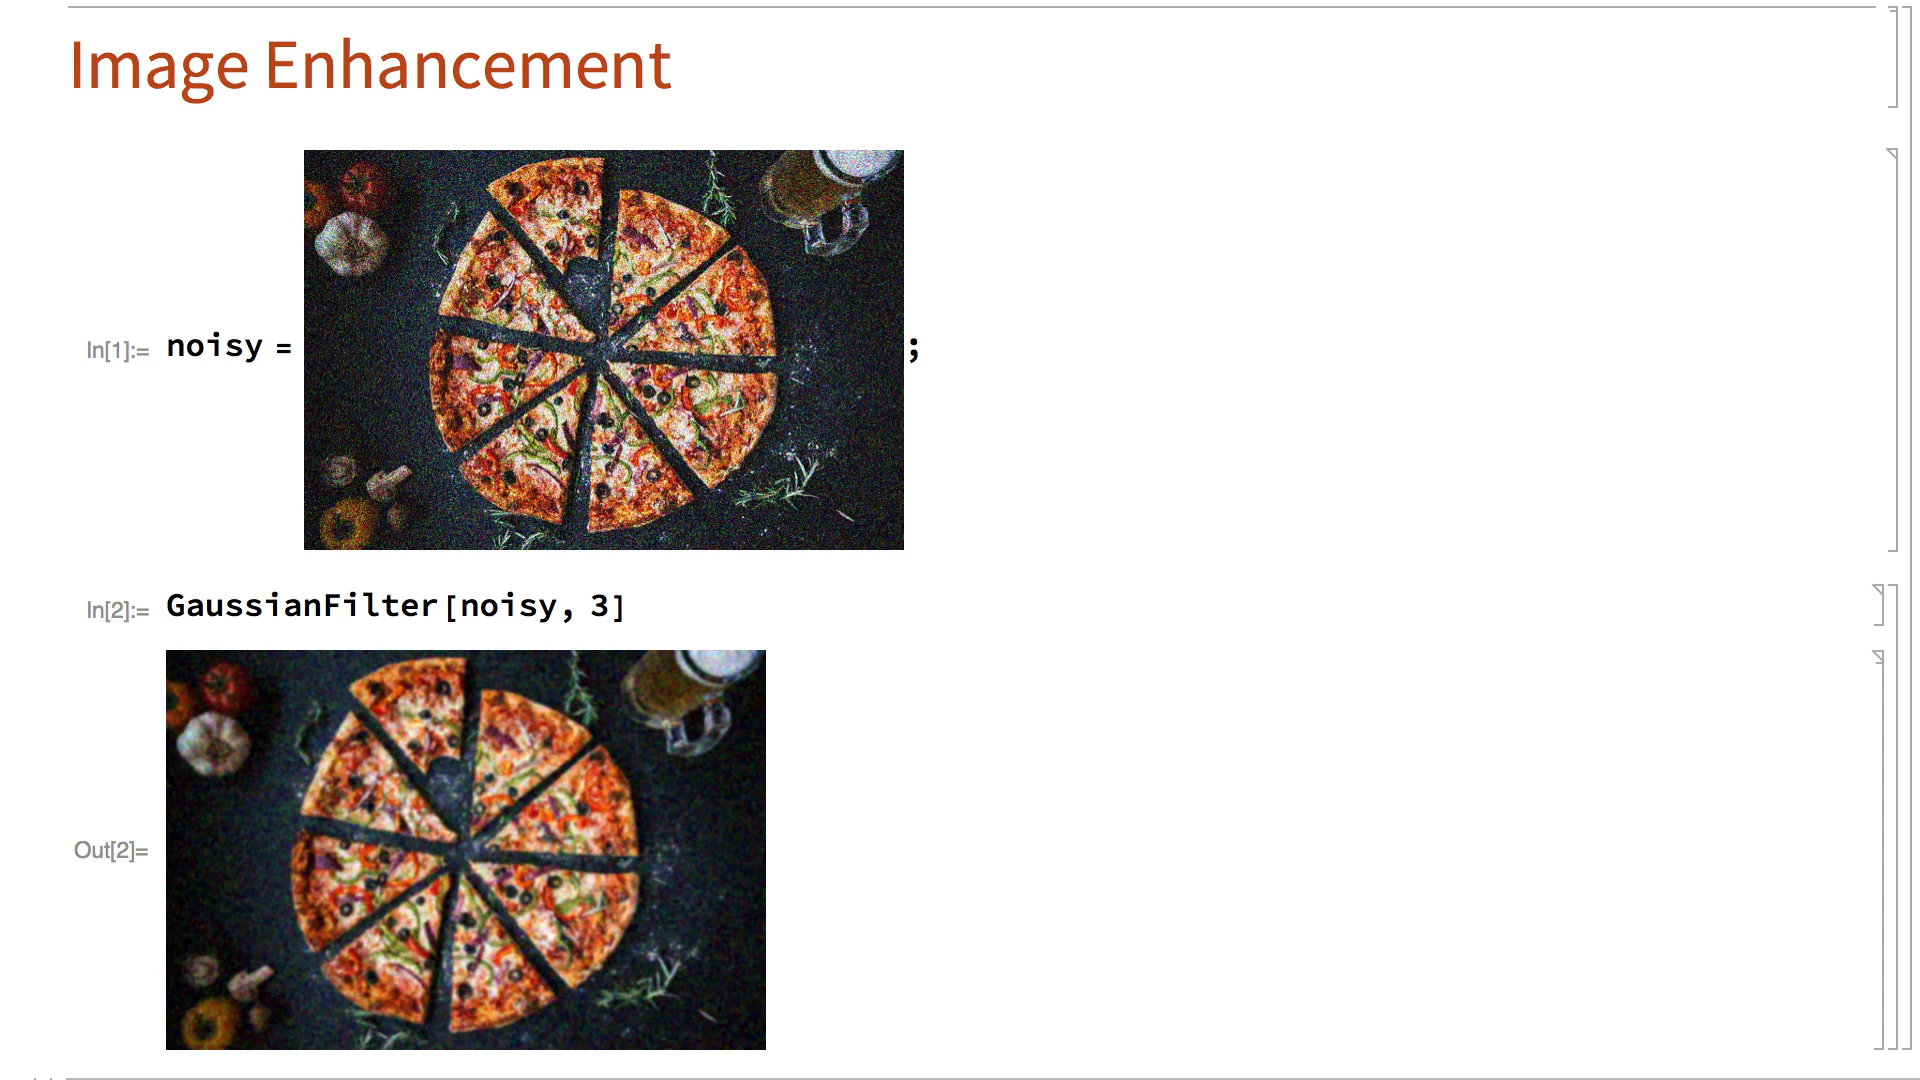 Image Enhancement
In[1]:= noisy = ;
In[2]:= GaussianFilter[noisy, 3]
Out[2]=